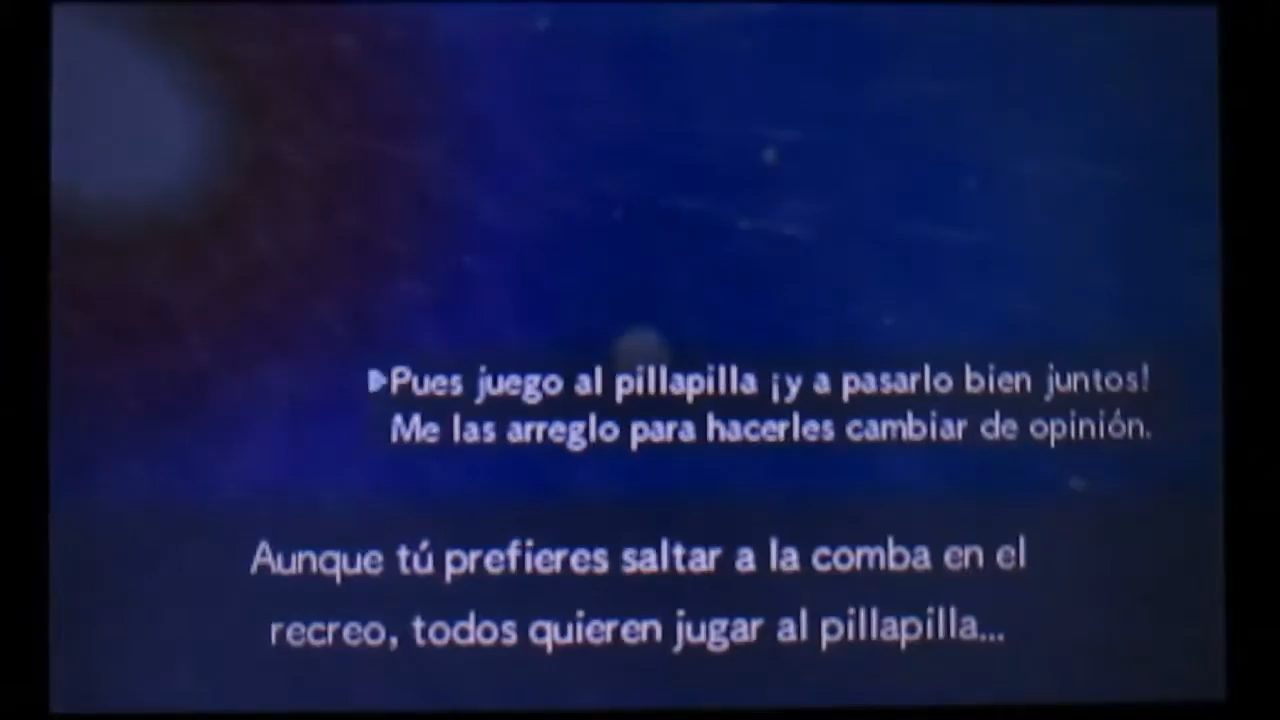 ▶Pues juego al pillapilla ¡y a pasarlo bien juntos!
Me las arreglo para hacerles cambiar de opinión.
Aunque tú prefieres saltar a la comba en el
recreo, todos quieren jugar al pillapilla...